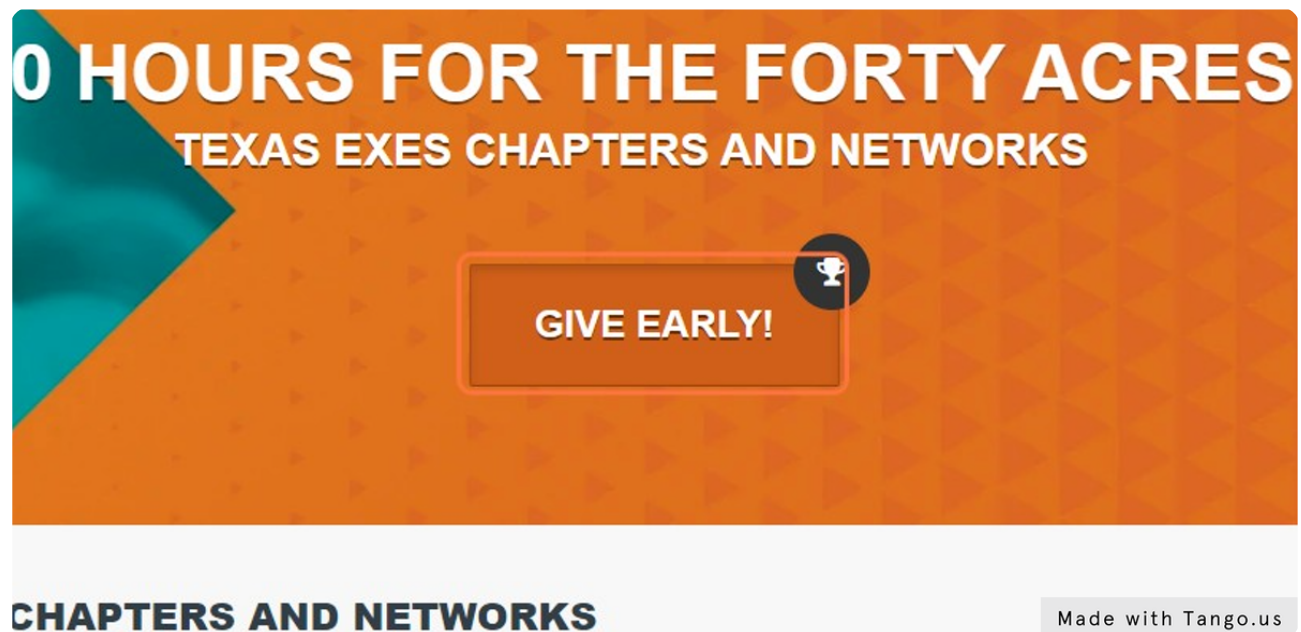 0 HOURS FOR THE FORTY ACRES
TEXAS EXES CHAPTERS AND NETWORKS
GIVE EARLY!
CHAPTERS AND NETWORKS
Made with Tango.us